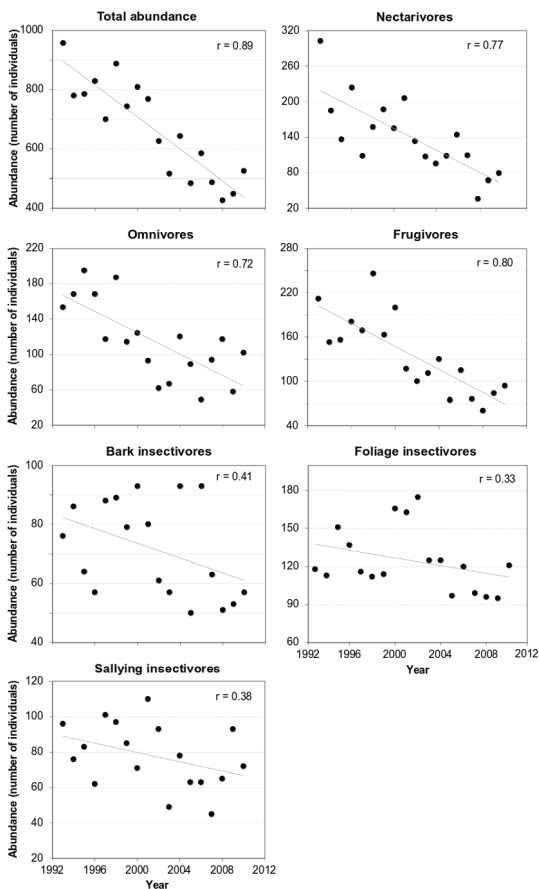 Total abundance
Nectarivores
Abundance (number of individuals)
1000
800
600
400
r = 0.89
320
260
200
140
80
20
r = 0.77
Omnivores
Frugivores
Abundance (number of individuals)
220
180
140
100
60
20
r = 0.72
280
220
160
100
40
r = 0.80
Bark insectivores
Foliage insectivores
Abundance (number of individuals)
100
80
60
40
r = 0.41
180
150
120
90
60
r = 0.33
1992 1996 2000 2004 2008 2012
Year
Sallying insectivores
Abundance (number of individuals)
120
100
80
60
40
20
r = 0.38
1992 1996 2000 2004 2008 2012
Year